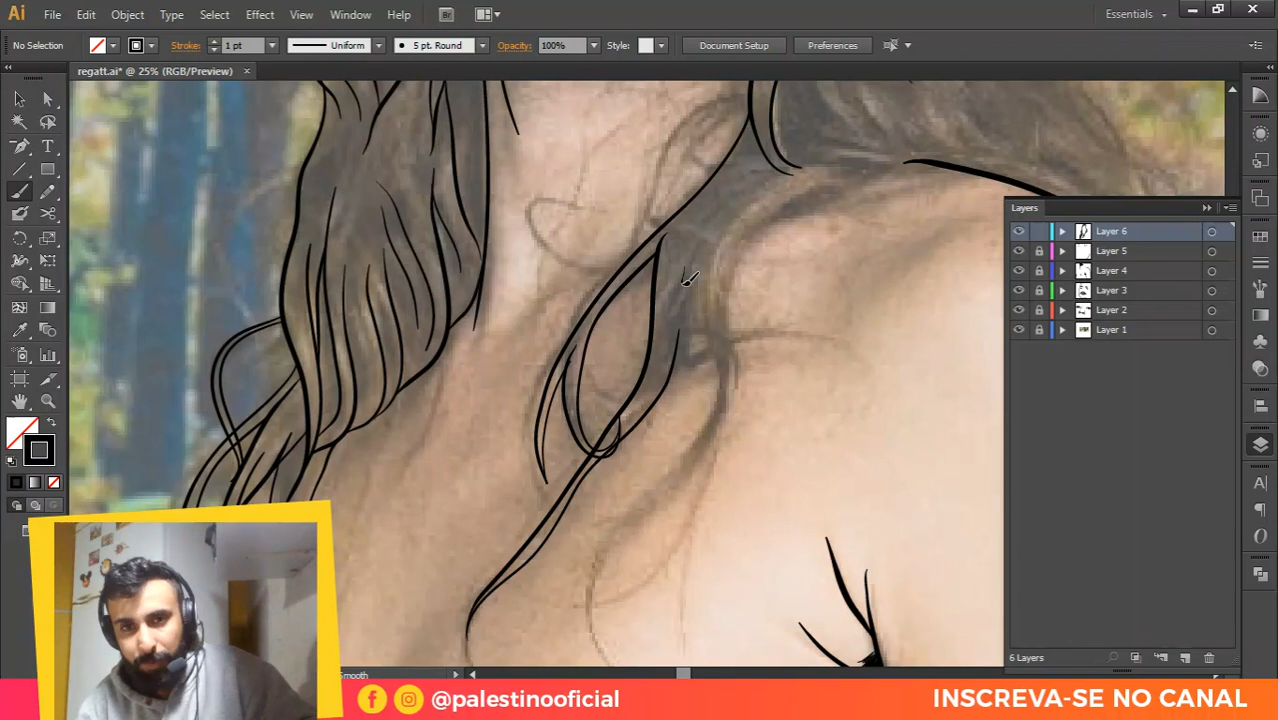 Ai File Edit Object Type Select Effect View Window Help Br Essentials
No Selection Stroke: 1 pt Uniform 5 pt. Round Opacity: 100% Style: Document Setup Preferences
regatt.ai* @ 25% (RGB/Preview) ×
Layers
Layer 6
Layer 5
Layer 4
Layer 3
Layer 2
Layer 1
6 Layers
Smooth
@palestinooficial
INSCREVA-SE NO CANAL